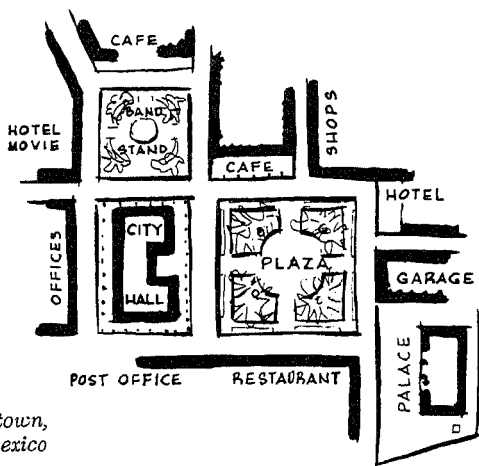 CAFE
BAND
STAND
HOTEL
MOVIE
SHOPS
CAFE
HOTEL
OFFICES
CITY
HALL
PLAZA
GARAGE
PALACE
POST OFFICE
RESTAURANT
town,
exico